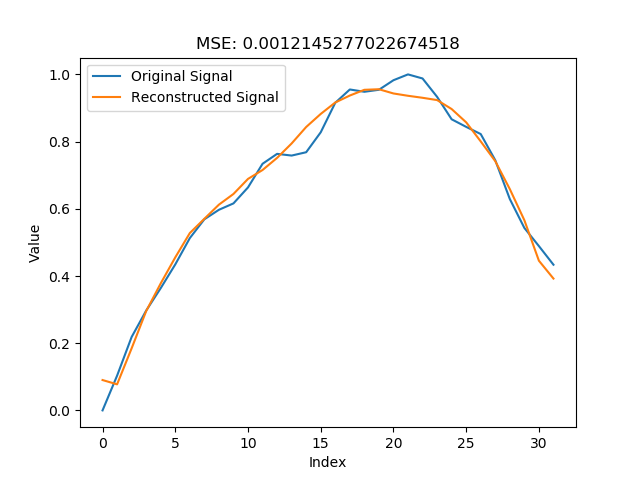 MSE: 0.0012145277022674518
Original Signal
Reconstructed Signal
1.0
0.8
0.6
0.4
0.2
0.0
Value
0 5 10 15 20 25 30
Index